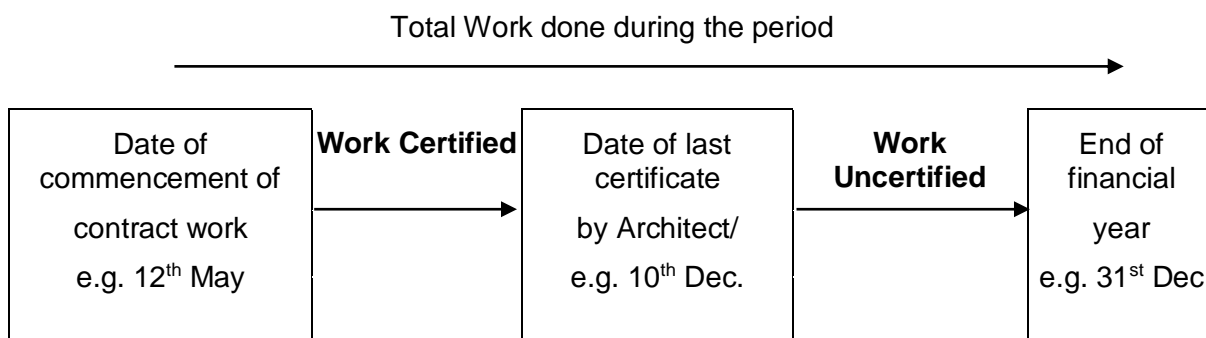 Total Work done during the period
Date of
commencement of
contract work
e.g. 12th May
Work Certified
Date of last
certificate
by Architect/
e.g. 10th Dec.
Work
Uncertified
End of
financial
year
e.g. 31st Dec